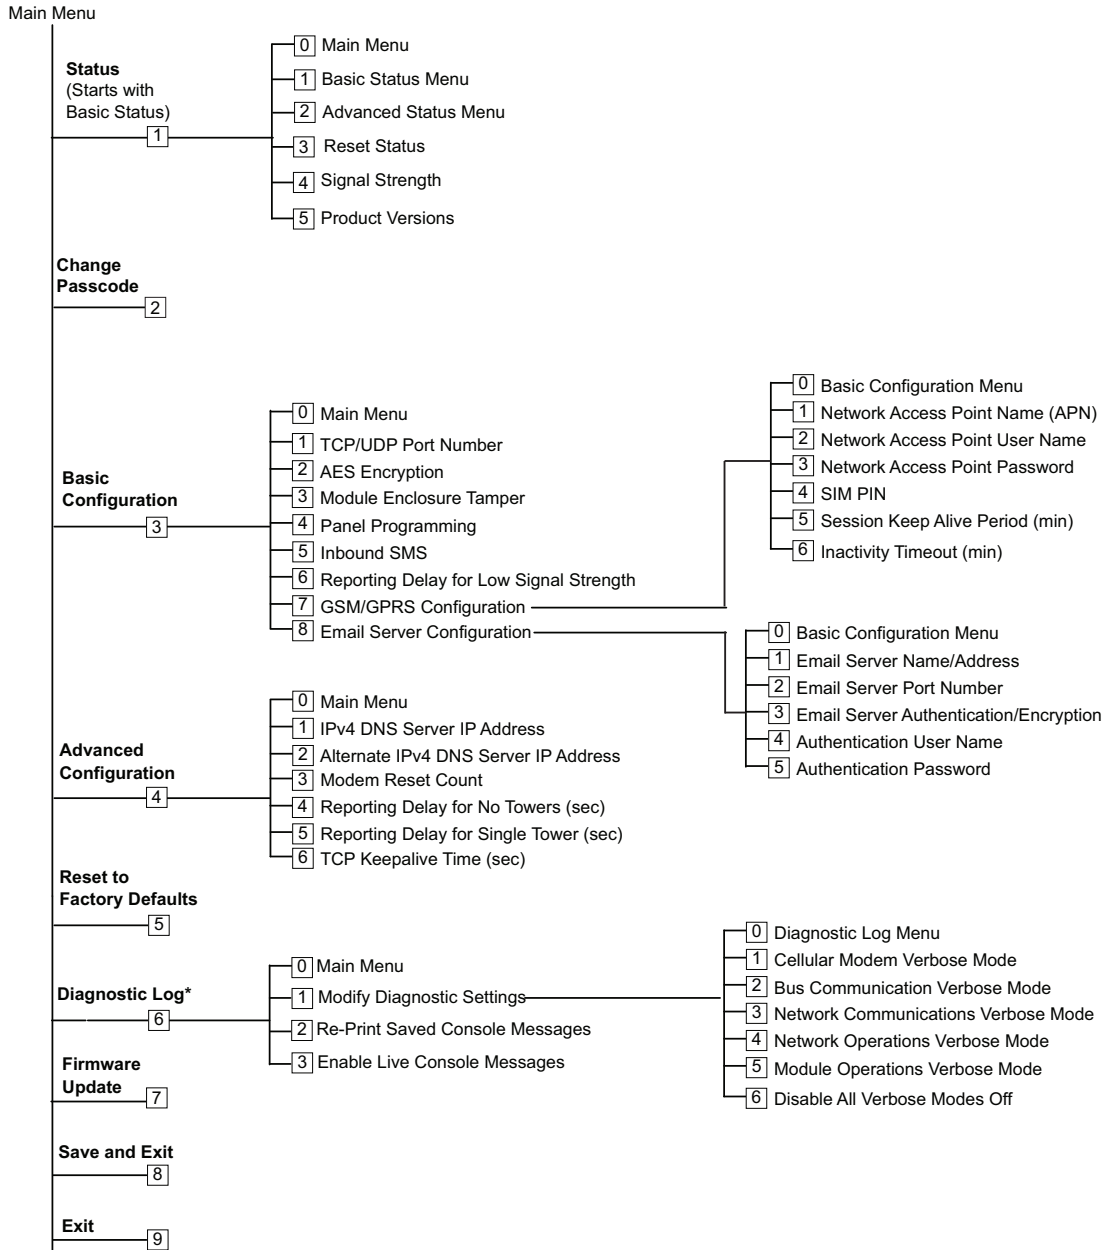 Main Menu
Status
(Starts with
Basic Status)
1
0 Main Menu
1 Basic Status Menu
2 Advanced Status Menu
3 Reset Status
4 Signal Strength
5 Product Versions
Change
Passcode
2
Basic
Configuration
3
0 Main Menu
1 TCP/UDP Port Number
2 AES Encryption
3 Module Enclosure Tamper
4 Panel Programming
5 Inbound SMS
6 Reporting Delay for Low Signal Strength
7 GSM/GPRS Configuration
8 Email Server Configuration
0 Basic Configuration Menu
1 Network Access Point Name (APN)
2 Network Access Point User Name
3 Network Access Point Password
4 SIM PIN
5 Session Keep Alive Period (min)
6 Inactivity Timeout (min)
0 Basic Configuration Menu
1 Email Server Name/Address
2 Email Server Port Number
3 Email Server Authentication/Encryption
4 Authentication User Name
5 Authentication Password
Advanced
Configuration
4
0 Main Menu
1 IPv4 DNS Server IP Address
2 Alternate IPv4 DNS Server IP Address
3 Modem Reset Count
4 Reporting Delay for No Towers (sec)
5 Reporting Delay for Single Tower (sec)
6 TCP Keepalive Time (sec)
Reset to
Factory Defaults
5
Diagnostic Log*
6
0 Main Menu
1 Modify Diagnostic Settings
2 Re-Print Saved Console Messages
3 Enable Live Console Messages
0 Diagnostic Log Menu
1 Cellular Modem Verbose Mode
2 Bus Communication Verbose Mode
3 Network Communications Verbose Mode
4 Network Operations Verbose Mode
5 Module Operations Verbose Mode
6 Disable All Verbose Modes Off
Firmware
Update
7
Save and Exit
8
Exit
9